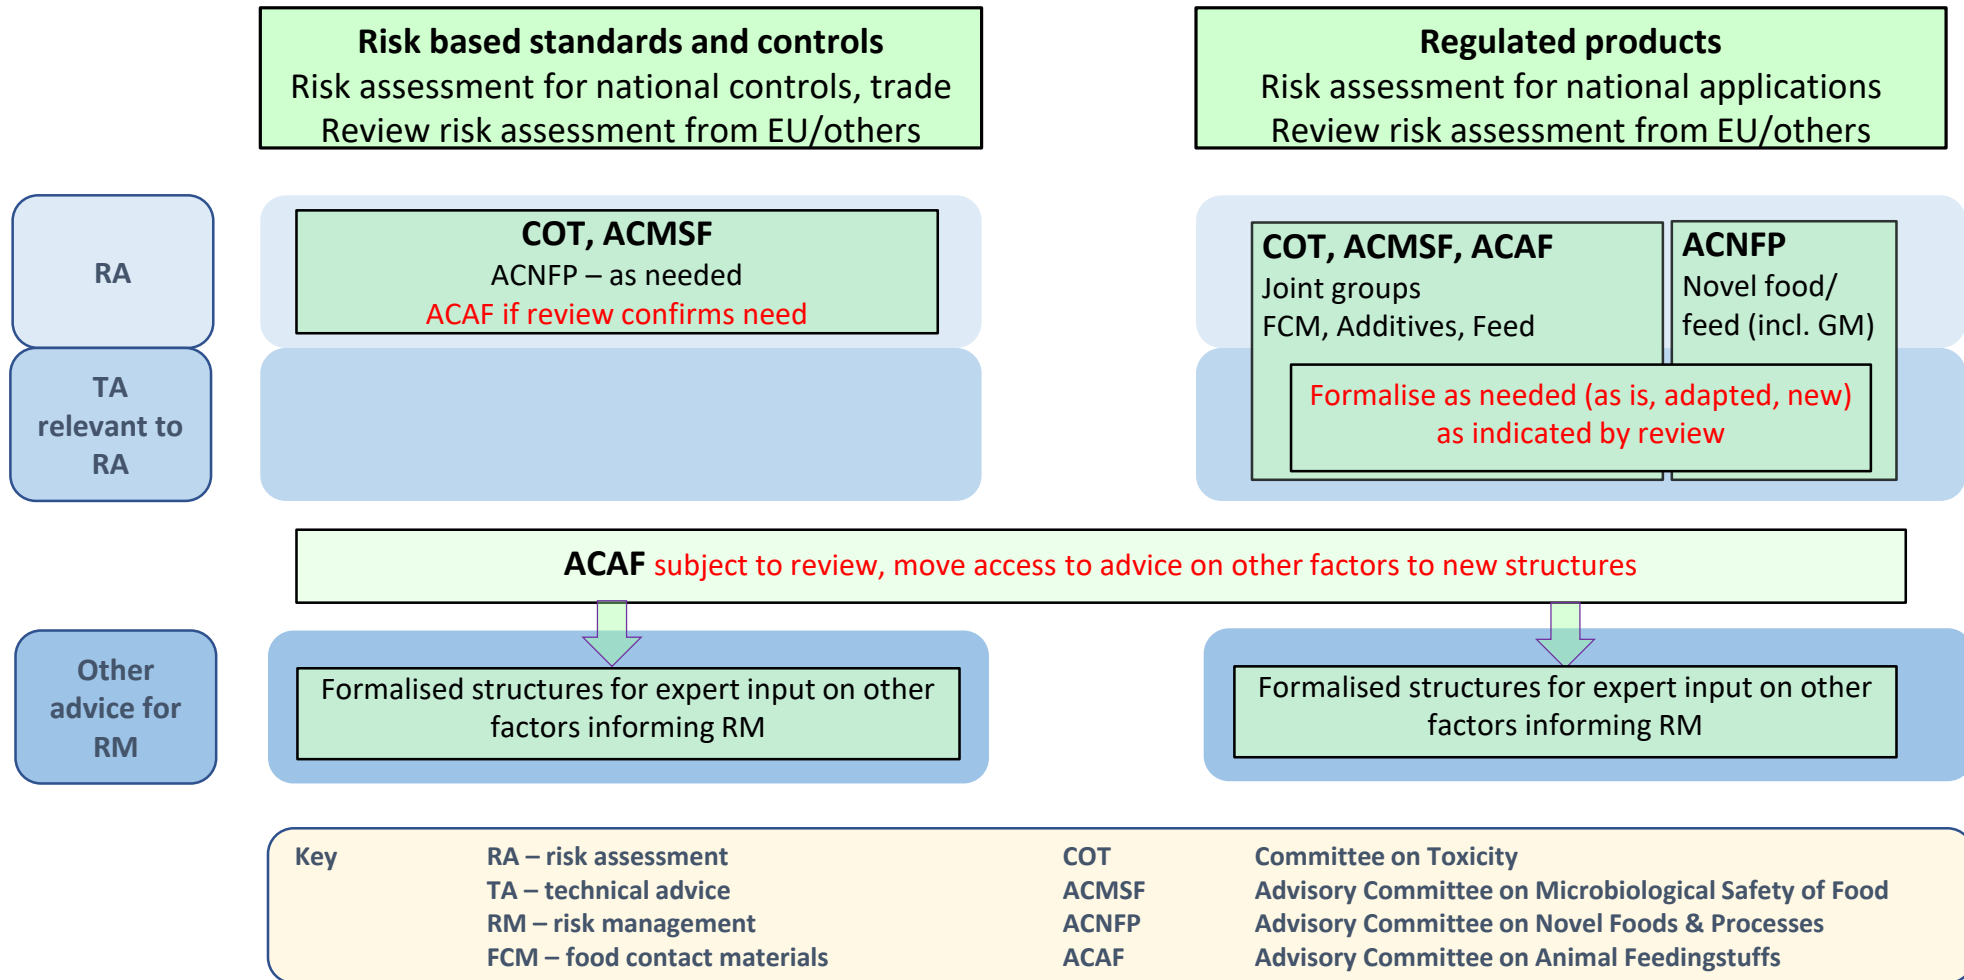 Risk based standards and controls
Risk assessment for national controls, trade
Review risk assessment from EU/others
Regulated products
Risk assessment for national applications
Review risk assessment from EU/others
RA
COT, ACMSF
ACNFP – as needed
ACAF if review confirms need
COT, ACMSF, ACAF
Joint groups
FCM, Additives, Feed
ACNFP
Novel food/
feed (incl. GM)
TA
relevant to
RA
Formalise as needed (as is, adapted, new)
as indicated by review
ACAF subject to review, move access to advice on other factors to new structures
Other
advice for
RM
Formalised structures for expert input on other
factors informing RM
Formalised structures for expert input on other
factors informing RM
Key
RA – risk assessment
TA – technical advice
RM – risk management
FCM – food contact materials
COT Committee on Toxicity
ACMSF Advisory Committee on Microbiological Safety of Food
ACNFP Advisory Committee on Novel Foods & Processes
ACAF Advisory Committee on Animal Feedingstuffs